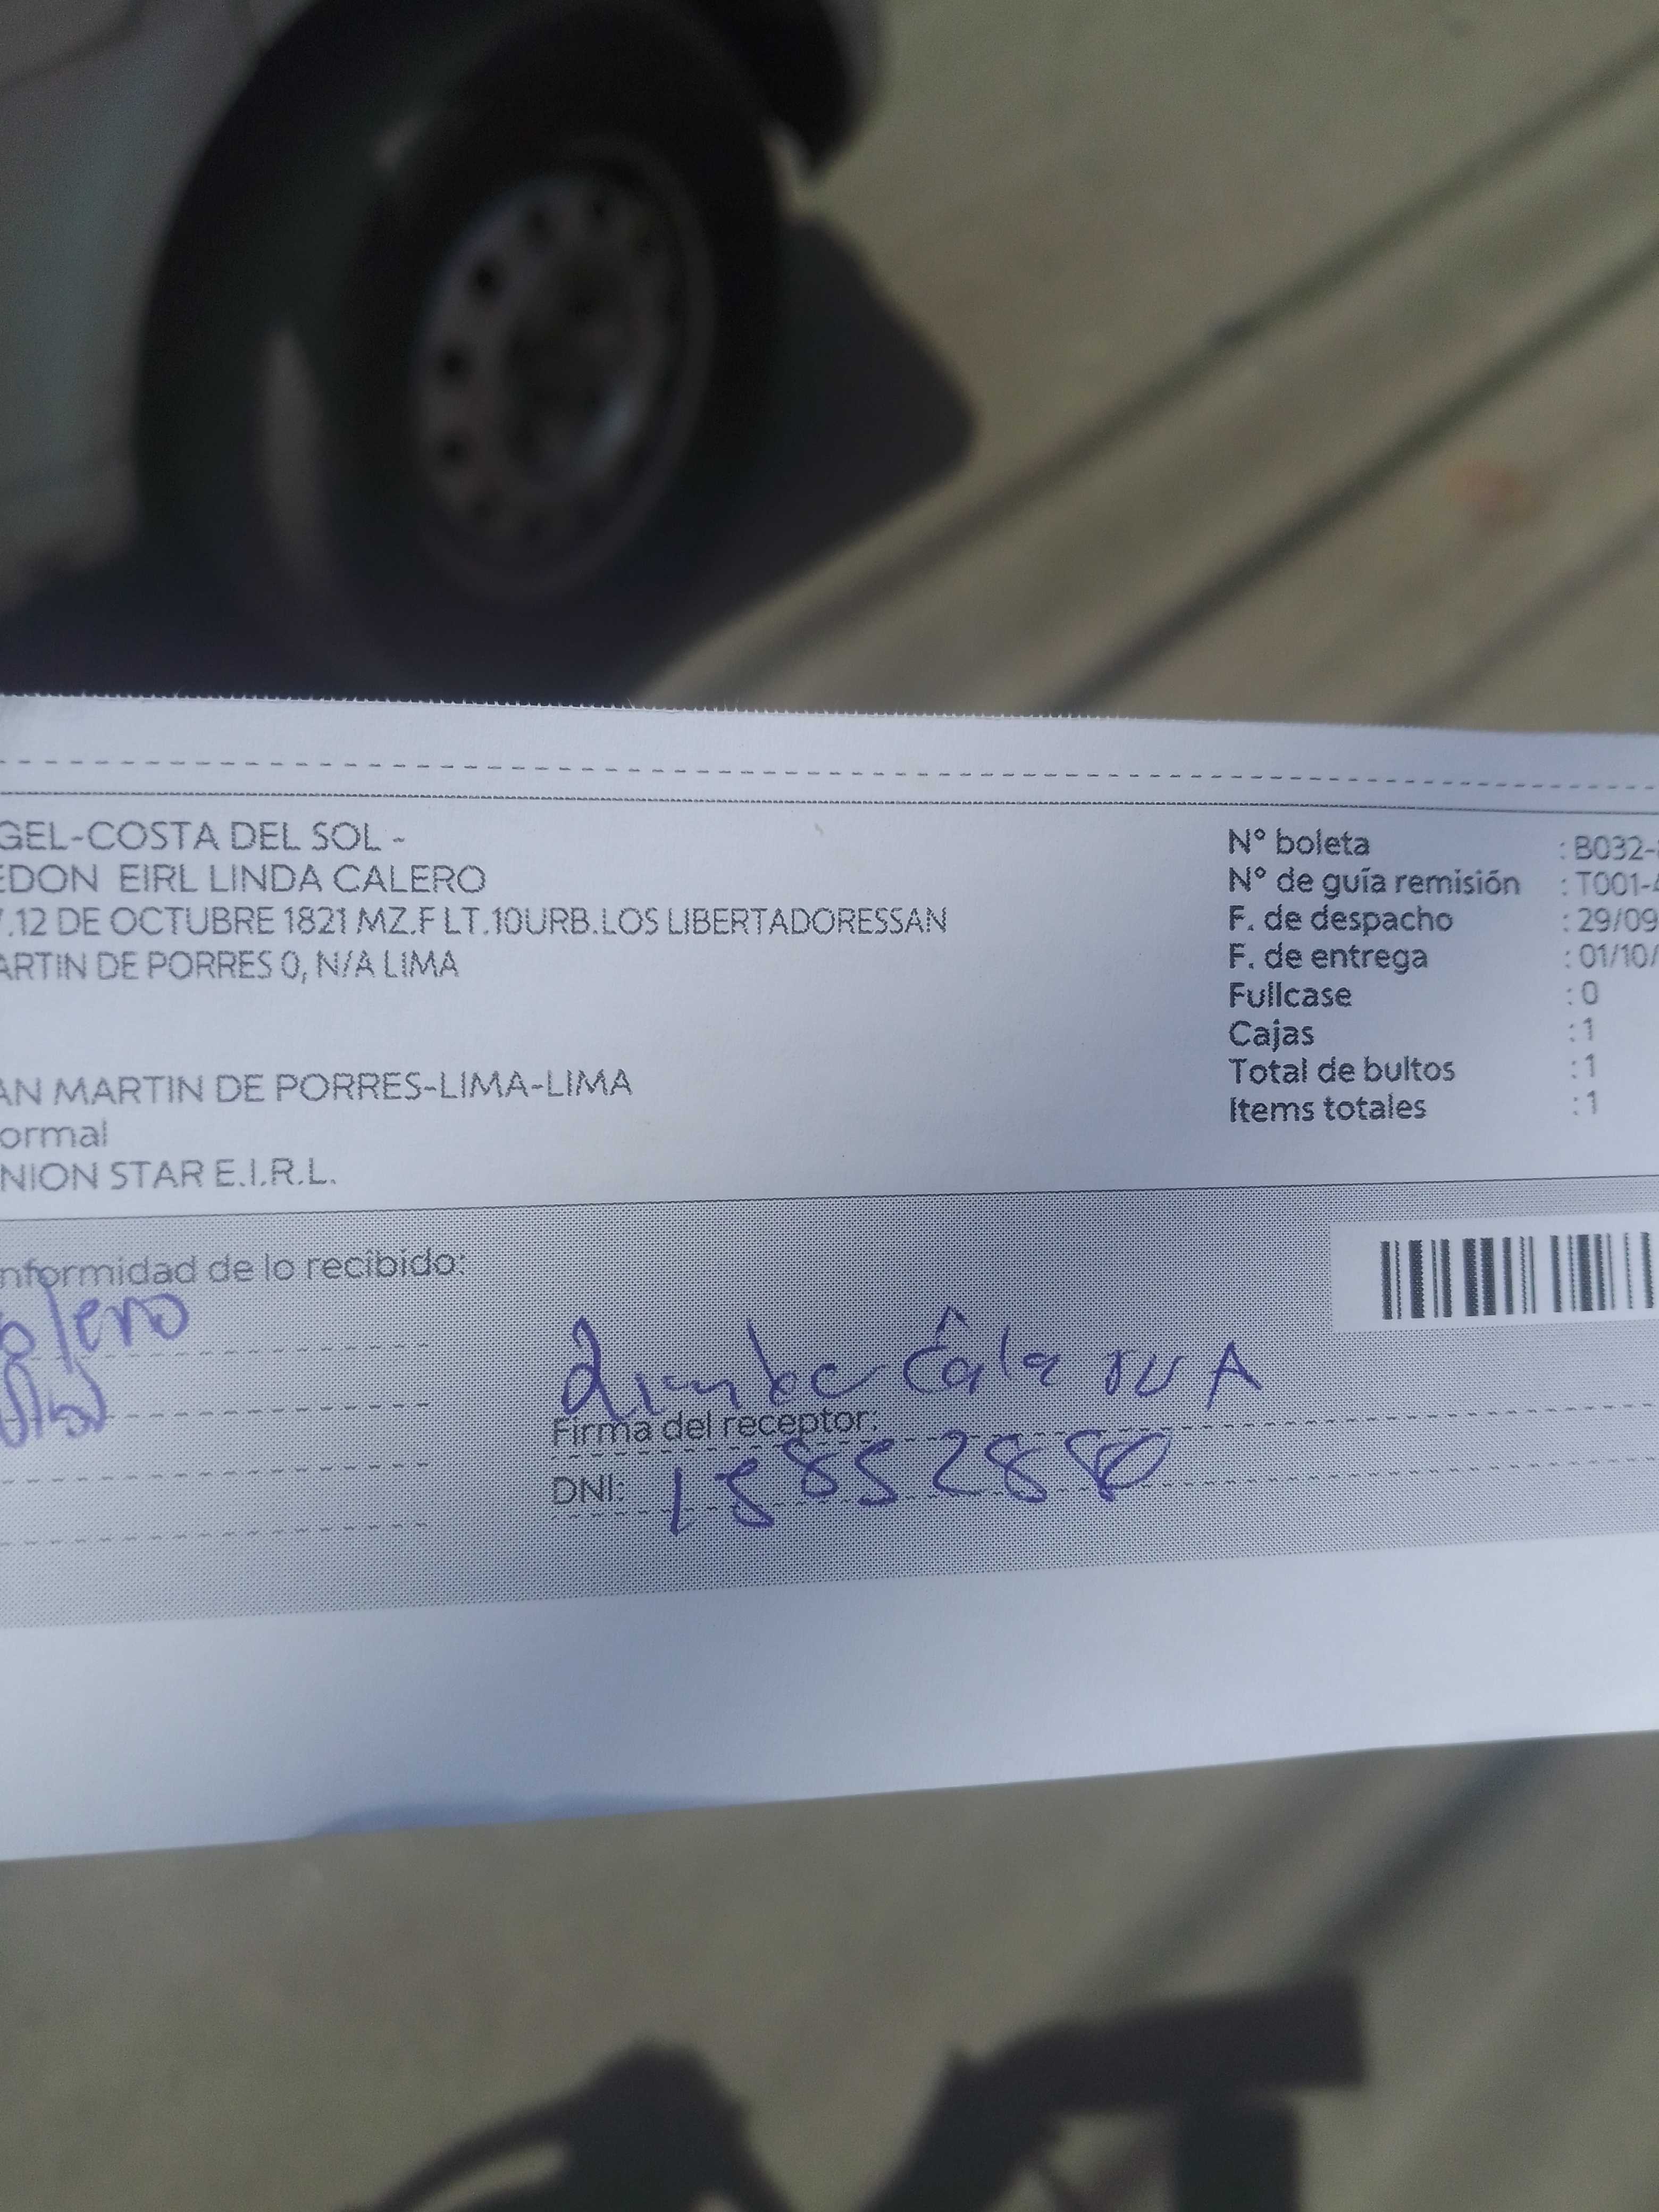 GEL-COSTA DEL SOL -
EDON EIRL LINDA CALERO
.12 DE OCTUBRE 1821 MZ.F LT.10URB.LOS LIBERTADORESSAN
ARTIN DE PORRES 0, N/A LIMA
AN MARTIN DE PORRES-LIMA-LIMA
ormal
NION STAR E.I.R.L.
N° boleta : B032-
N° de guía remisión : T001-4
F. de despacho : 29/09
F. de entrega : 01/10/
Fullcase : 0
Cajas : 1
Total de bultos : 1
Items totales : 1
nformidad de lo recibido:
alero
Firma del receptor:
DNI: